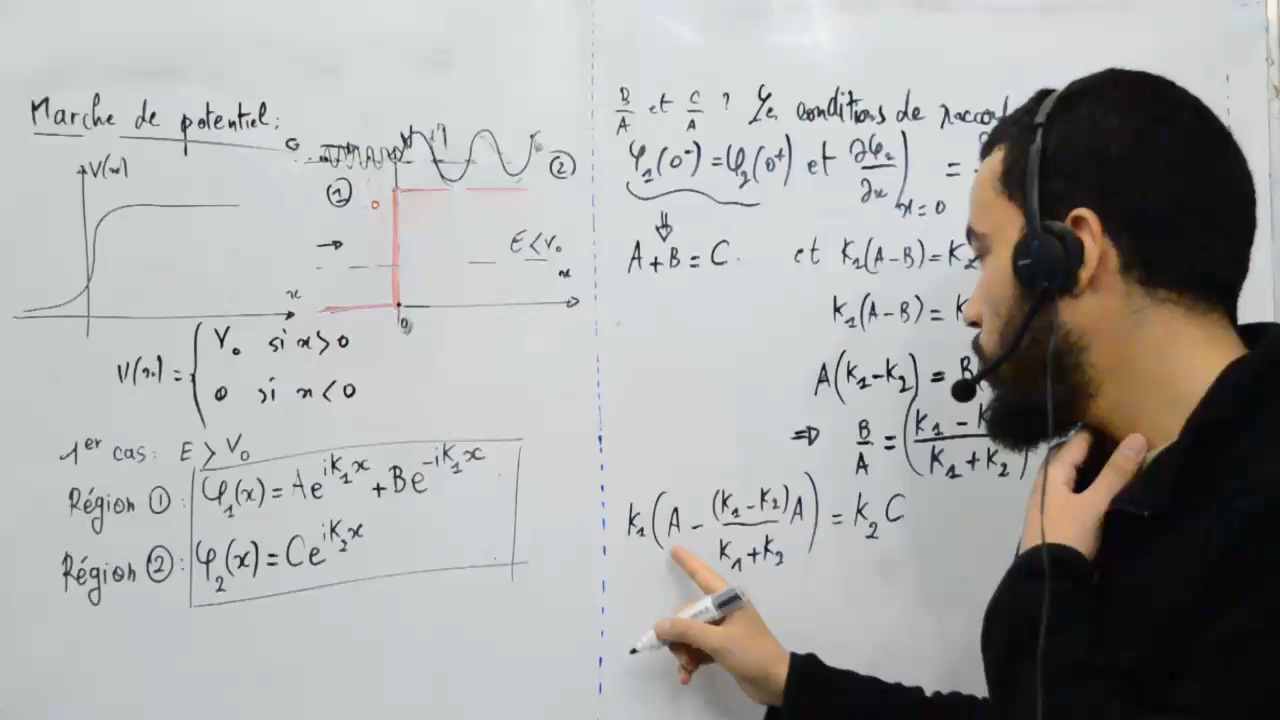 Marche de potentiel:
V(x)
x
①
②
0
E < V₀
x
0
V(x) = { V₀ si x > 0
0 si x < 0
1er cas: E > V₀
Région ①: φ₁(x) = Ae^{iK₁x} + Be^{-iK₁x}
Région ②: φ₂(x) = Ce^{iK₂x}
B/A et C/A ? Les conditions de raccord
φ₁(0⁻) = φ₂(0⁺) et ∂φ₂/∂x)ₓ₌₀ =
⇓
A + B = C. et K₂(A-B) = K₂
K₁(A-B) = K
A(K₁-K₂) = B
⇒ B/A = (K₁ - K / K₁ + K₂)
K₁(A - (K₁-K₂)A / K₁+K₂) = K₂C